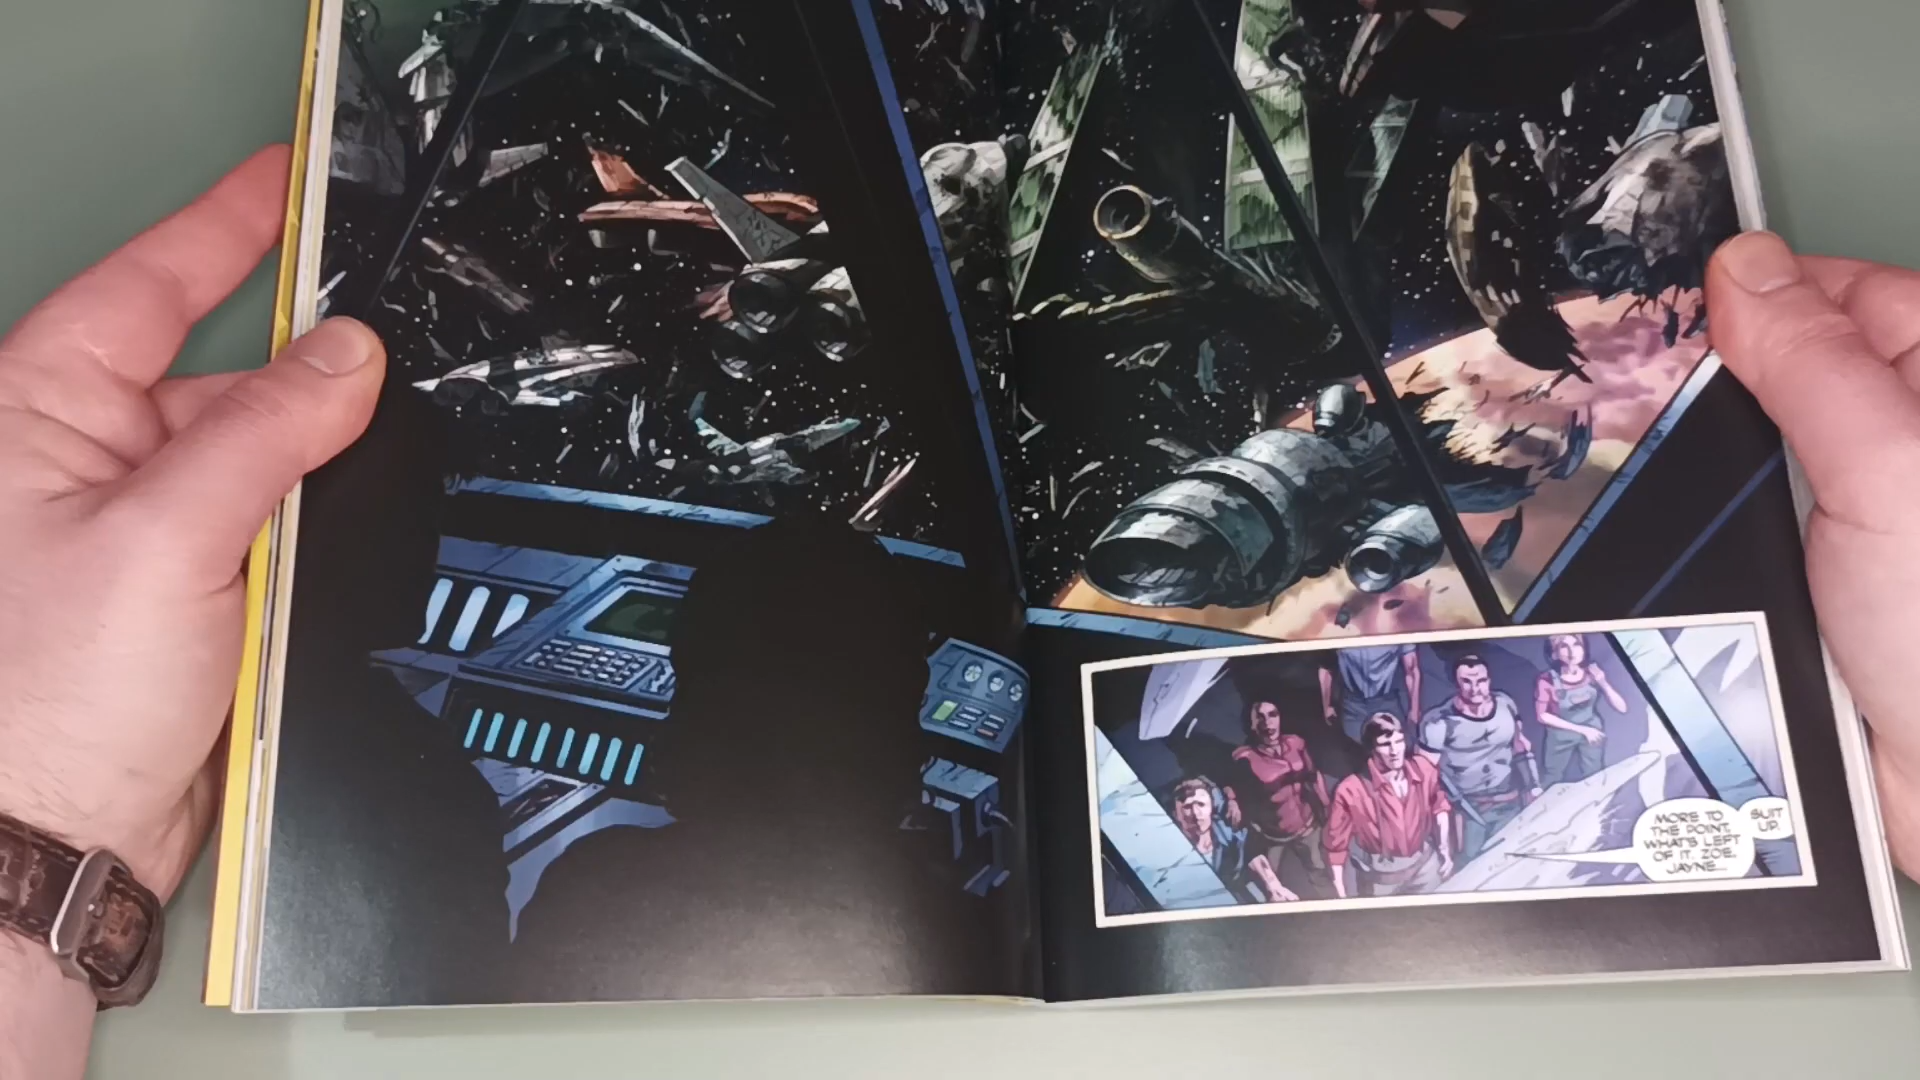 MORE TO
THE POINT,
WHAT'S LEFT
OF IT. ZOE,
JAYNE...
SUIT
UP.